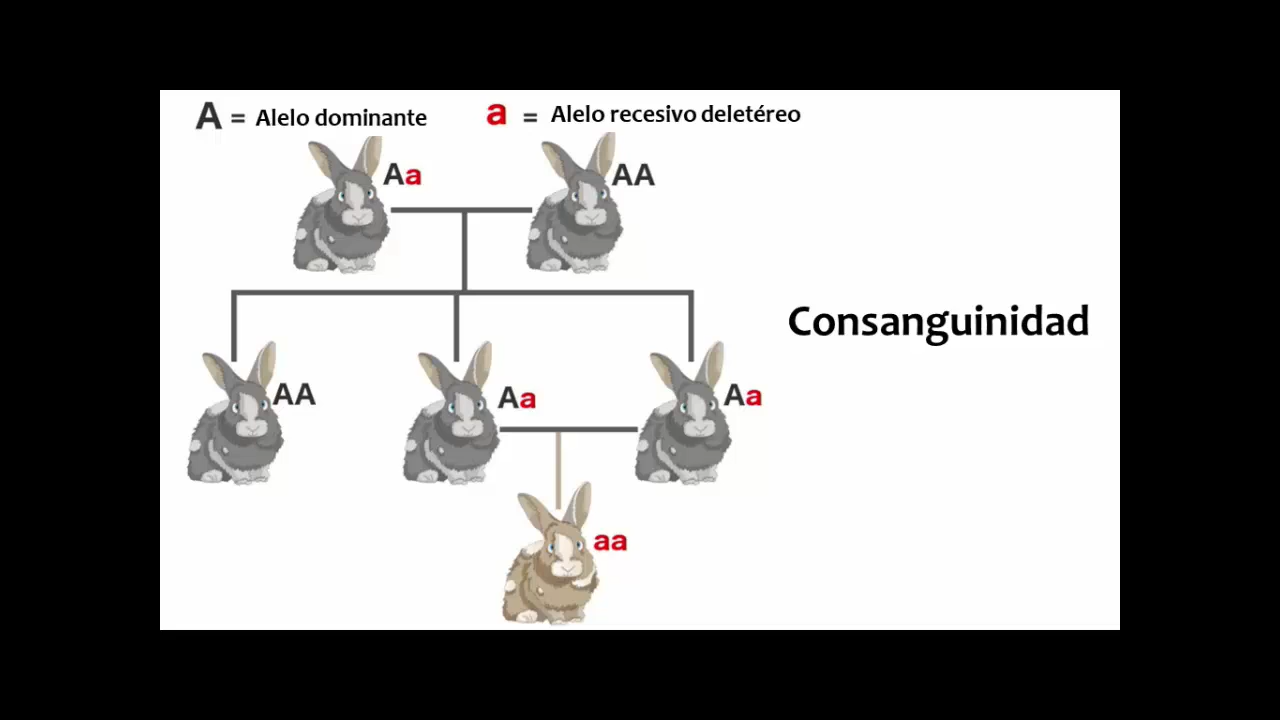 A = Alelo dominante
a = Alelo recesivo deletéreo
Aa
AA
Consanguinidad
AA
Aa
Aa
aa